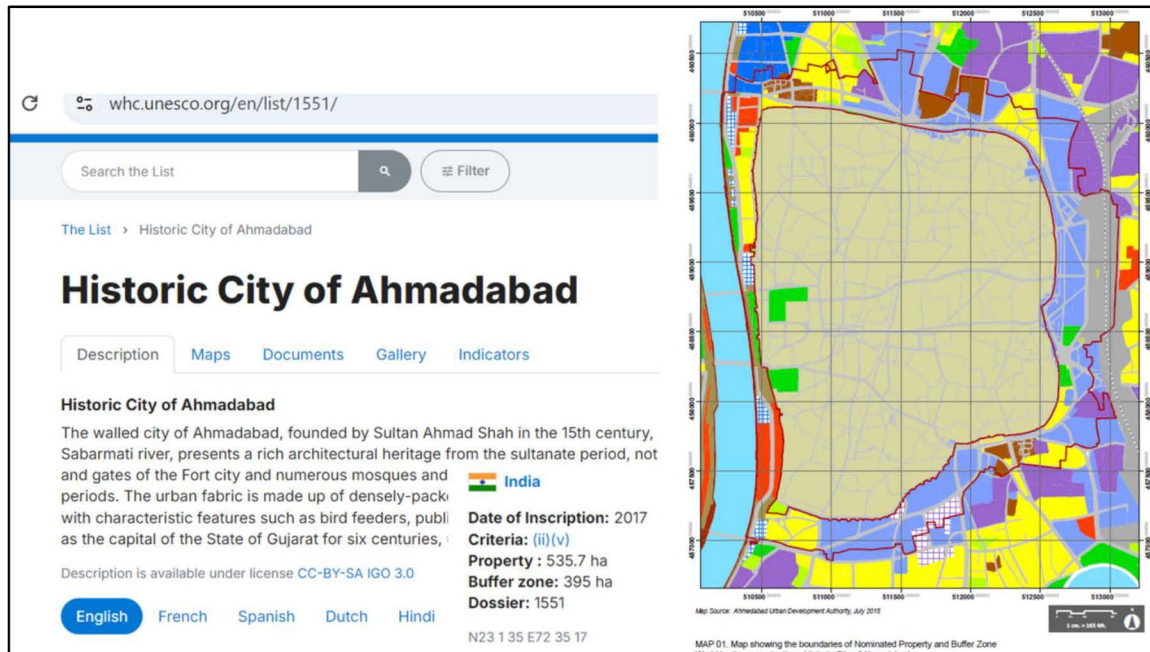 whc.unesco.org/en/list/1551/
Search the List
Filter
The List › Historic City of Ahmadabad
Historic City of Ahmadabad
Description Maps Documents Gallery Indicators
Historic City of Ahmadabad
The walled city of Ahmadabad, founded by Sultan Ahmad Shah in the 15th century,
Sabarmati river, presents a rich architectural heritage from the sultanate period, not
and gates of the Fort city and numerous mosques and
periods. The urban fabric is made up of densely-packe
with characteristic features such as bird feeders, publi
as the capital of the State of Gujarat for six centuries,
Description is available under license CC-BY-SA IGO 3.0
English French Spanish Dutch Hindi
India
Date of Inscription: 2017
Criteria: (ii)(v)
Property : 535.7 ha
Buffer zone: 395 ha
Dossier: 1551
N23 1 35 E72 35 17
510500 511000 511500 512000 512500 513000
510500 511000 511500 512000 512500 513000
Map Source: Ahmedabad Urban Development Authority, July 2015
1 cm. = 165 Mt.
MAP 01. Map showing the boundaries of Nominated Property and Buffer Zone